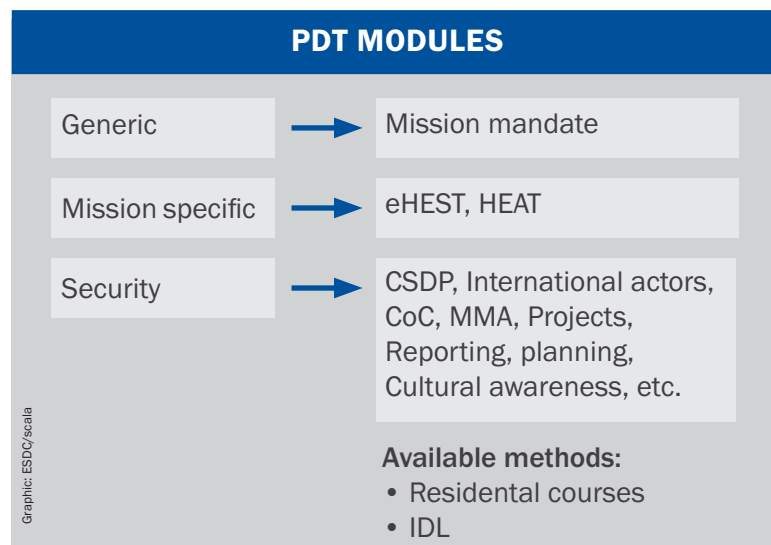 PDT MODULES
Generic
Mission mandate
Mission specific
eHEST, HEAT
Security
CSDP, International actors,
CoC, MMA, Projects,
Reporting, planning,
Cultural awareness, etc.
Available methods:
• Residental courses
• IDL
Graphic: ESDC/scala